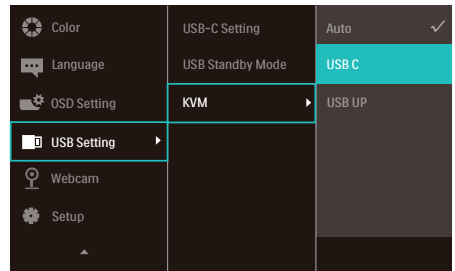 Color
Language
OSD Setting
USB Setting
Webcam
Setup
USB-C Setting
USB Standby Mode
KVM
Auto
USB C
USB UP